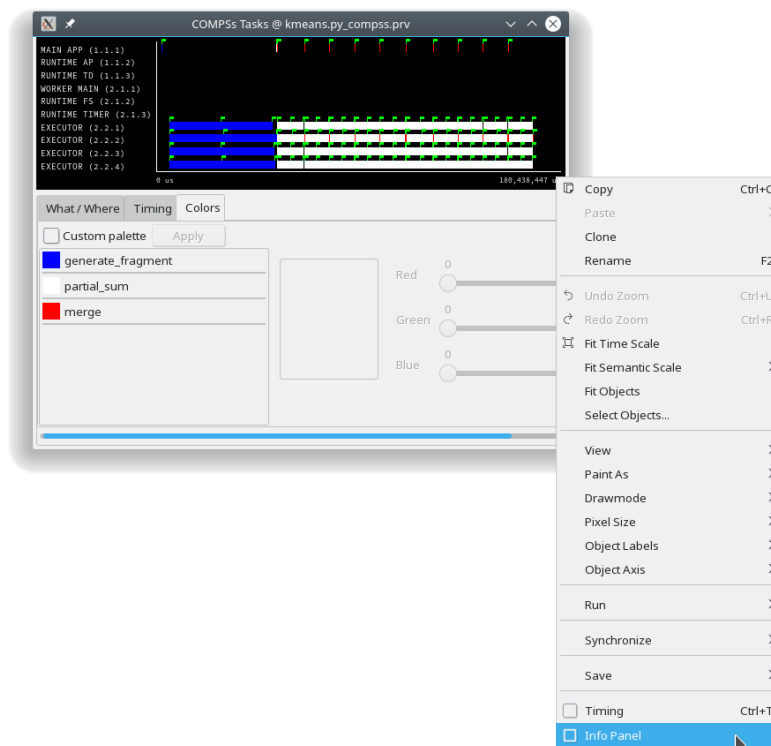 COMPSs Tasks @ kmeans.py_compss.prv
MAIN APP (1.1.1)
RUNTIME AP (1.1.2)
RUNTIME TD (1.1.3)
WORKER MAIN (2.1.1)
RUNTIME FS (2.1.2)
RUNTIME TIMER (2.1.3)
EXECUTOR (2.2.1)
EXECUTOR (2.2.2)
EXECUTOR (2.2.3)
EXECUTOR (2.2.4)
0 us 180,438,447 u
What / Where Timing Colors
Custom palette Apply
generate_fragment
partial_sum
merge
0
Red
0
Green
0
Blue
Copy Ctrl+C
Paste
Clone
Rename F2
Undo Zoom Ctrl+U
Redo Zoom Ctrl+R
Fit Time Scale
Fit Semantic Scale
Fit Objects
Select Objects...
View
Paint As
Drawmode
Pixel Size
Object Labels
Object Axis
Run
Synchronize
Save
Timing Ctrl+T
Info Panel